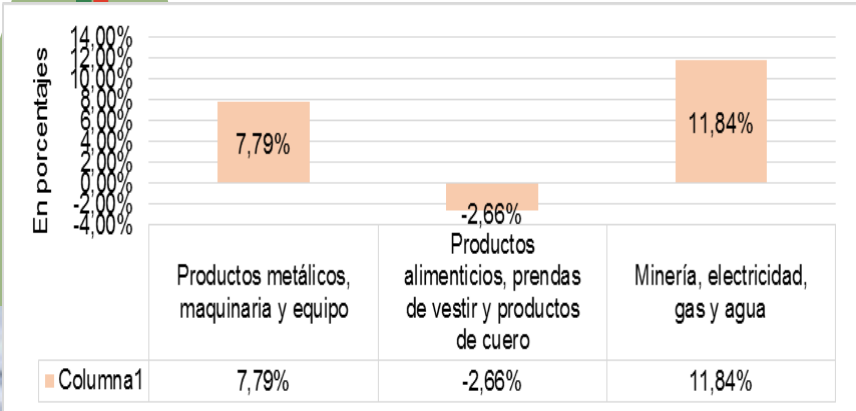 En porcentajes
14,00%
12,00%
10,00%
8,00%
6,00%
4,00%
2,00%
0,00%
-2,00%
-4,00%
7,79%
-2,66%
11,84%
Productos metálicos,
maquinaria y equipo
Productos
alimenticios, prendas
de vestir y productos
de cuero
Minería, electricidad,
gas y agua
Columna1 7,79% -2,66% 11,84%